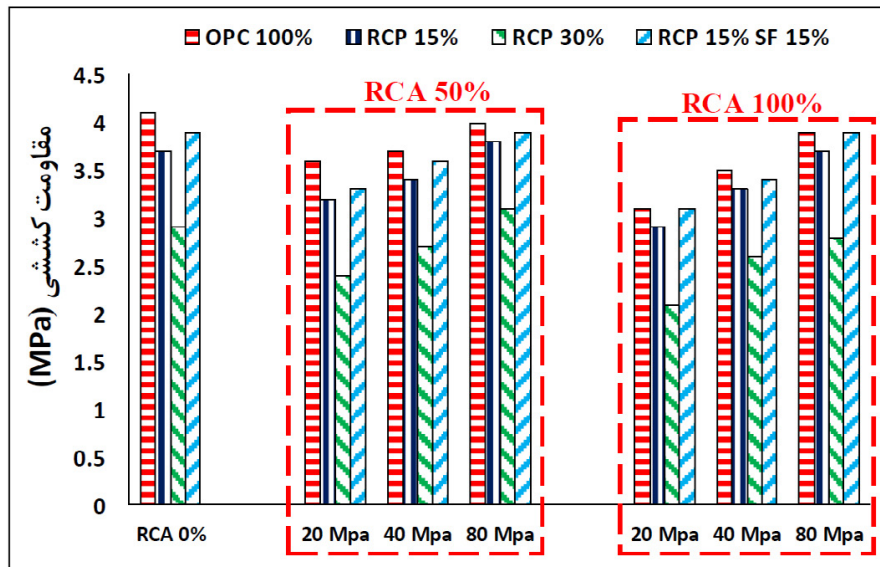 OPC 100% RCP 15% RCP 30% RCP 15% SF 15%
مقاومت کششی (MPa)
4.5
4
3.5
3
2.5
2
1.5
1
0.5
0
RCA 50%
RCA 100%
RCA 0% 20 Mpa 40 Mpa 80 Mpa 20 Mpa 40 Mpa 80 Mpa